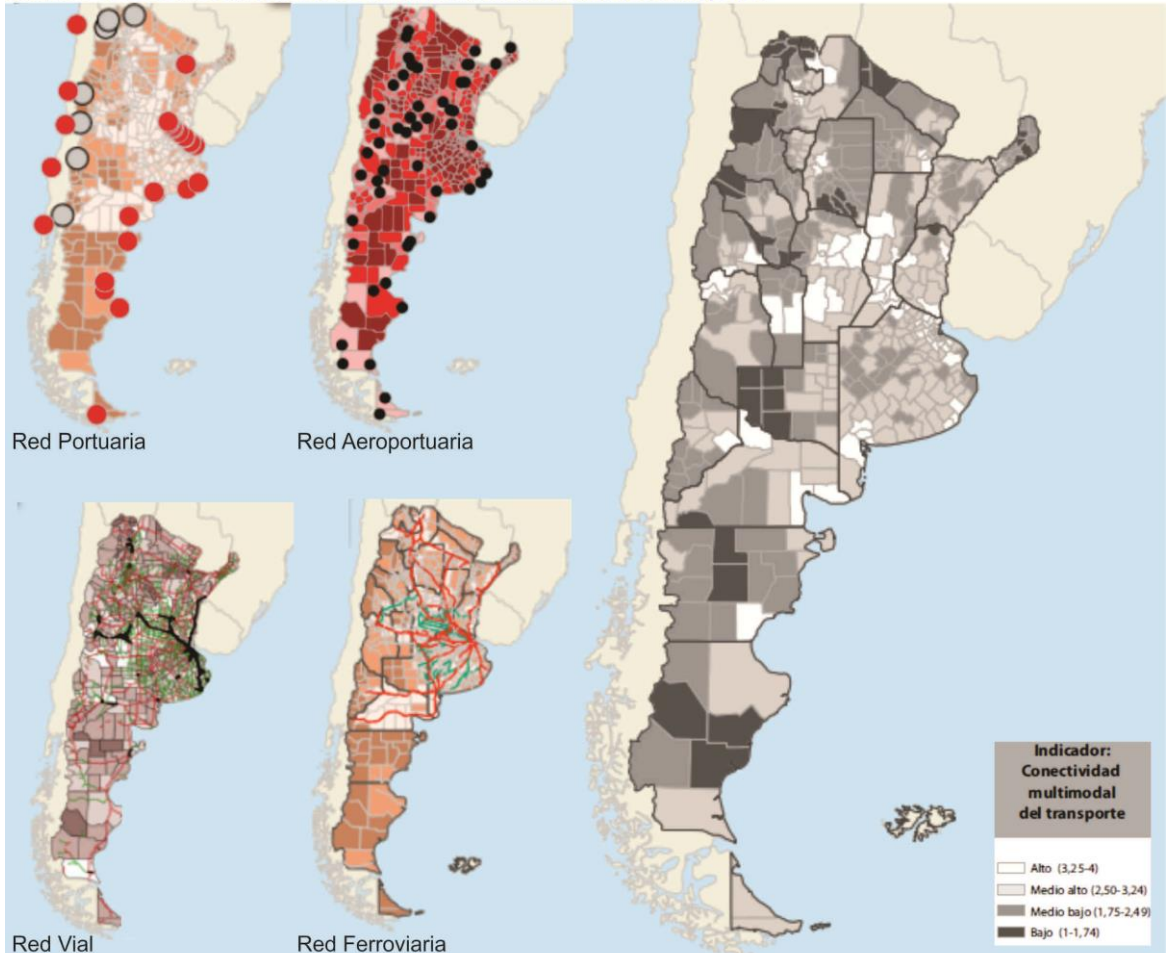 Red Portuaria
Red Aeroportuaria
Red Vial
Red Ferroviaria
Indicador:
Conectividad
multimodal
del transporte
Alto (3,25-4)
Medio alto (2,50-3,24)
Medio bajo (1,75-2,49)
Bajo (1-1,74)